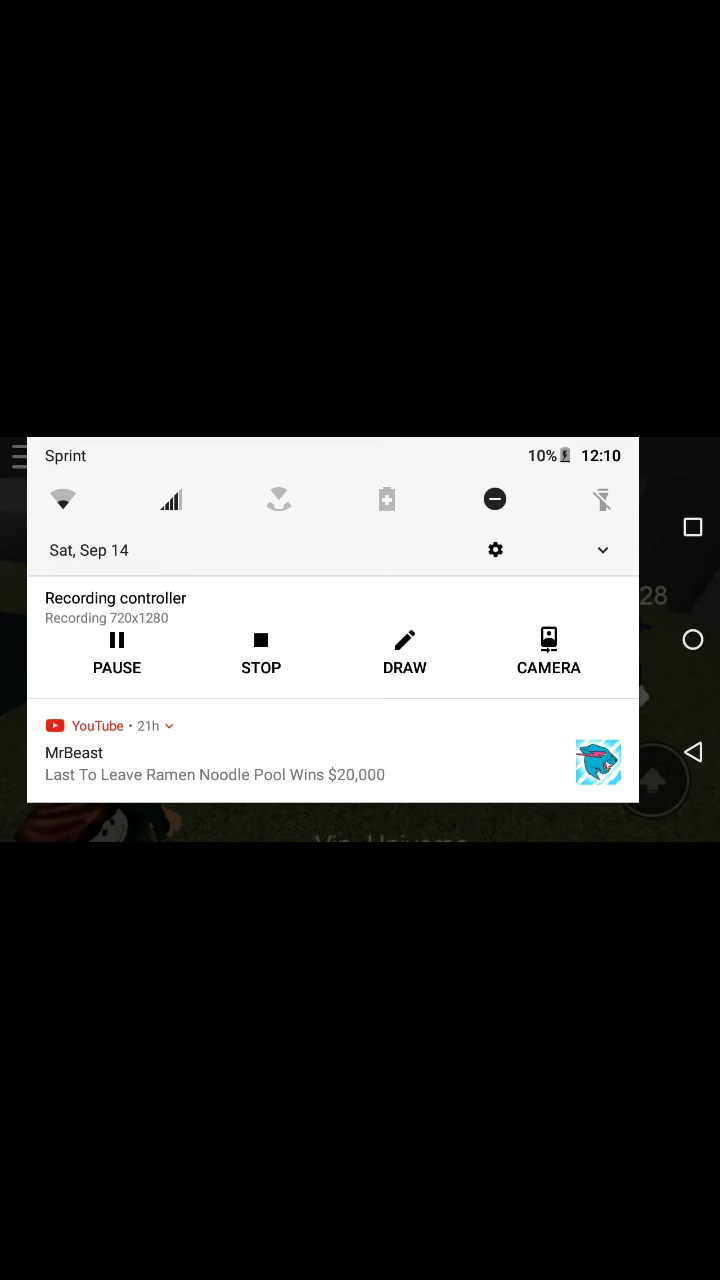 Sprint
10% 12:10
Sat, Sep 14
Recording controller
Recording 720x1280
PAUSE STOP DRAW CAMERA
28
YouTube • 21h
MrBeast
Last To Leave Ramen Noodle Pool Wins $20,000